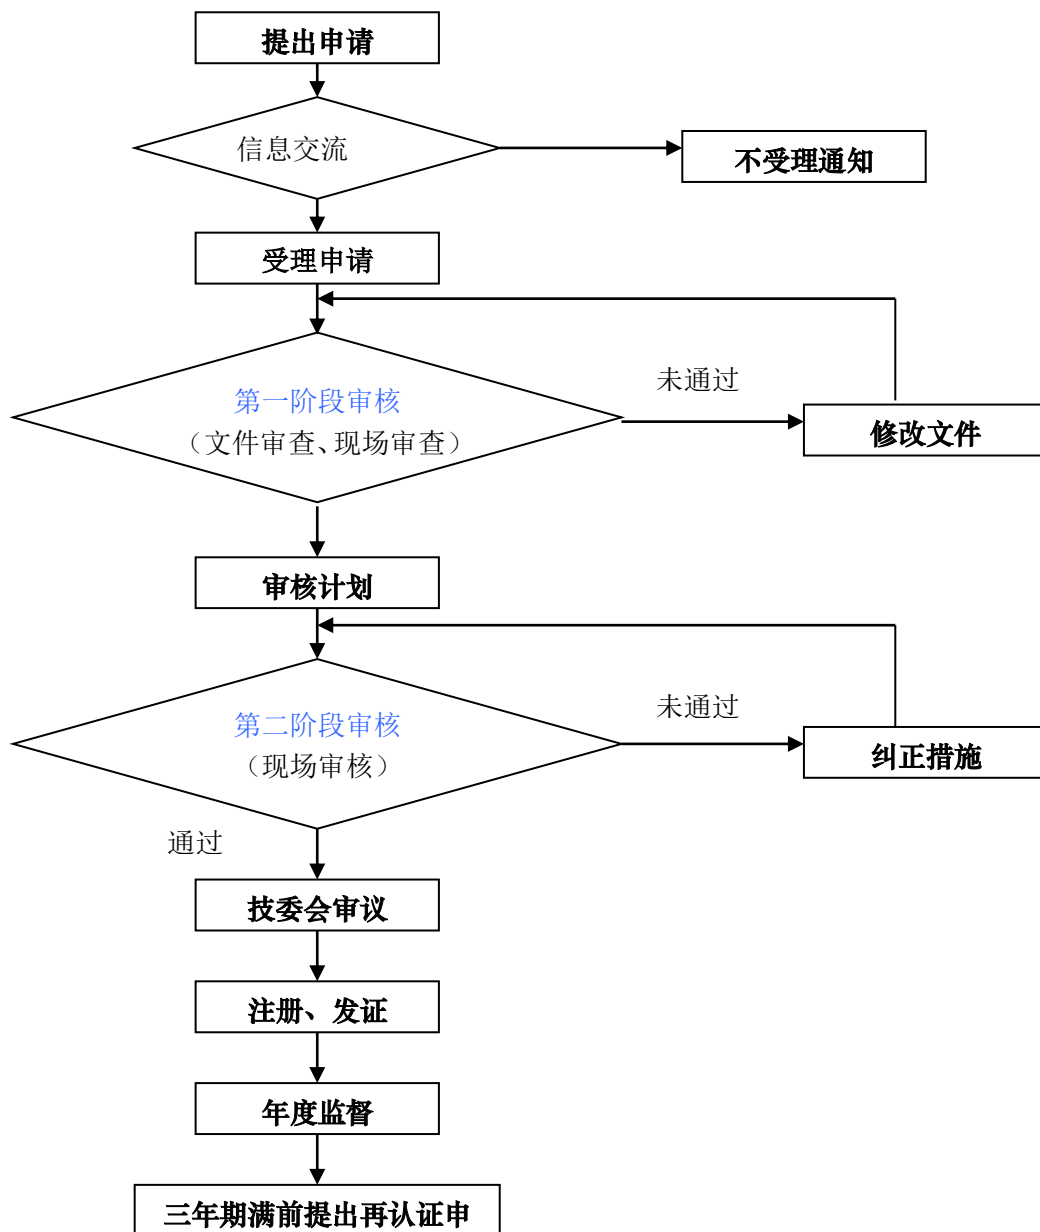 提出申请
信息交流
不受理通知
受理申请
未通过
第一阶段审核
（文件审查、现场审查）
修改文件
审核计划
未通过
第二阶段审核
（现场审核）
纠正措施
通过
技委会审议
注册、发证
年度监督
三年期满前提出再认证申